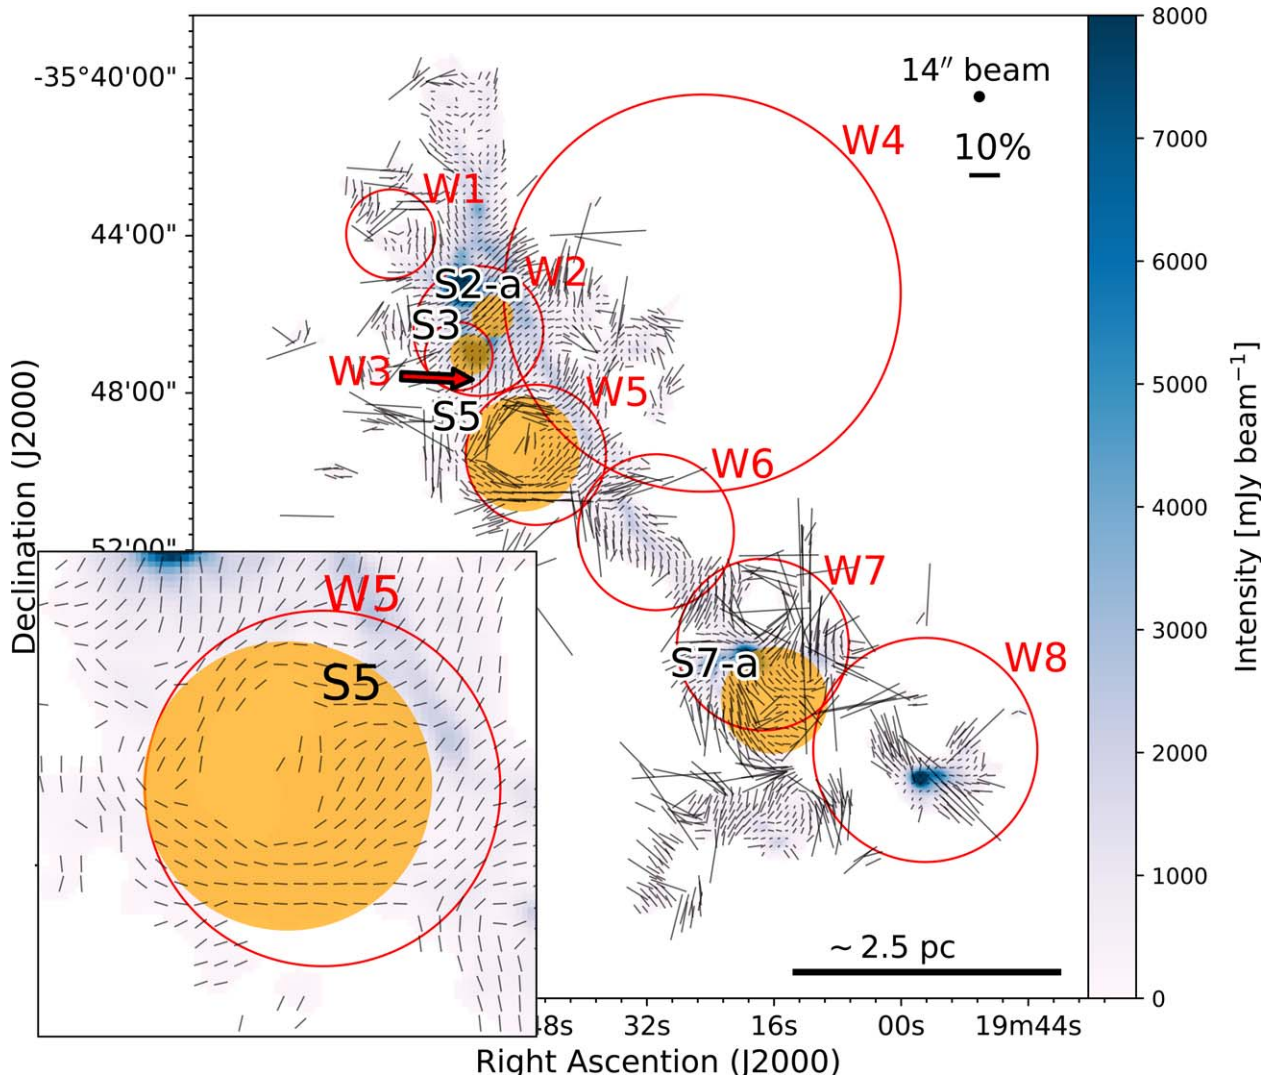 -35°40'00"
44'00"
48'00"
52'00"
Declination (J2000)
14″ beam
10%
W4
W1
S2-a
W2
S3
W3
W5
S5
W6
W7
S7-a
W8
W5
S5
~ 2.5 pc
48s
32s
16s
00s
19m44s
Right Ascension (J2000)
8000
7000
6000
5000
4000
3000
2000
1000
0
Intensity [mJy beam⁻¹]